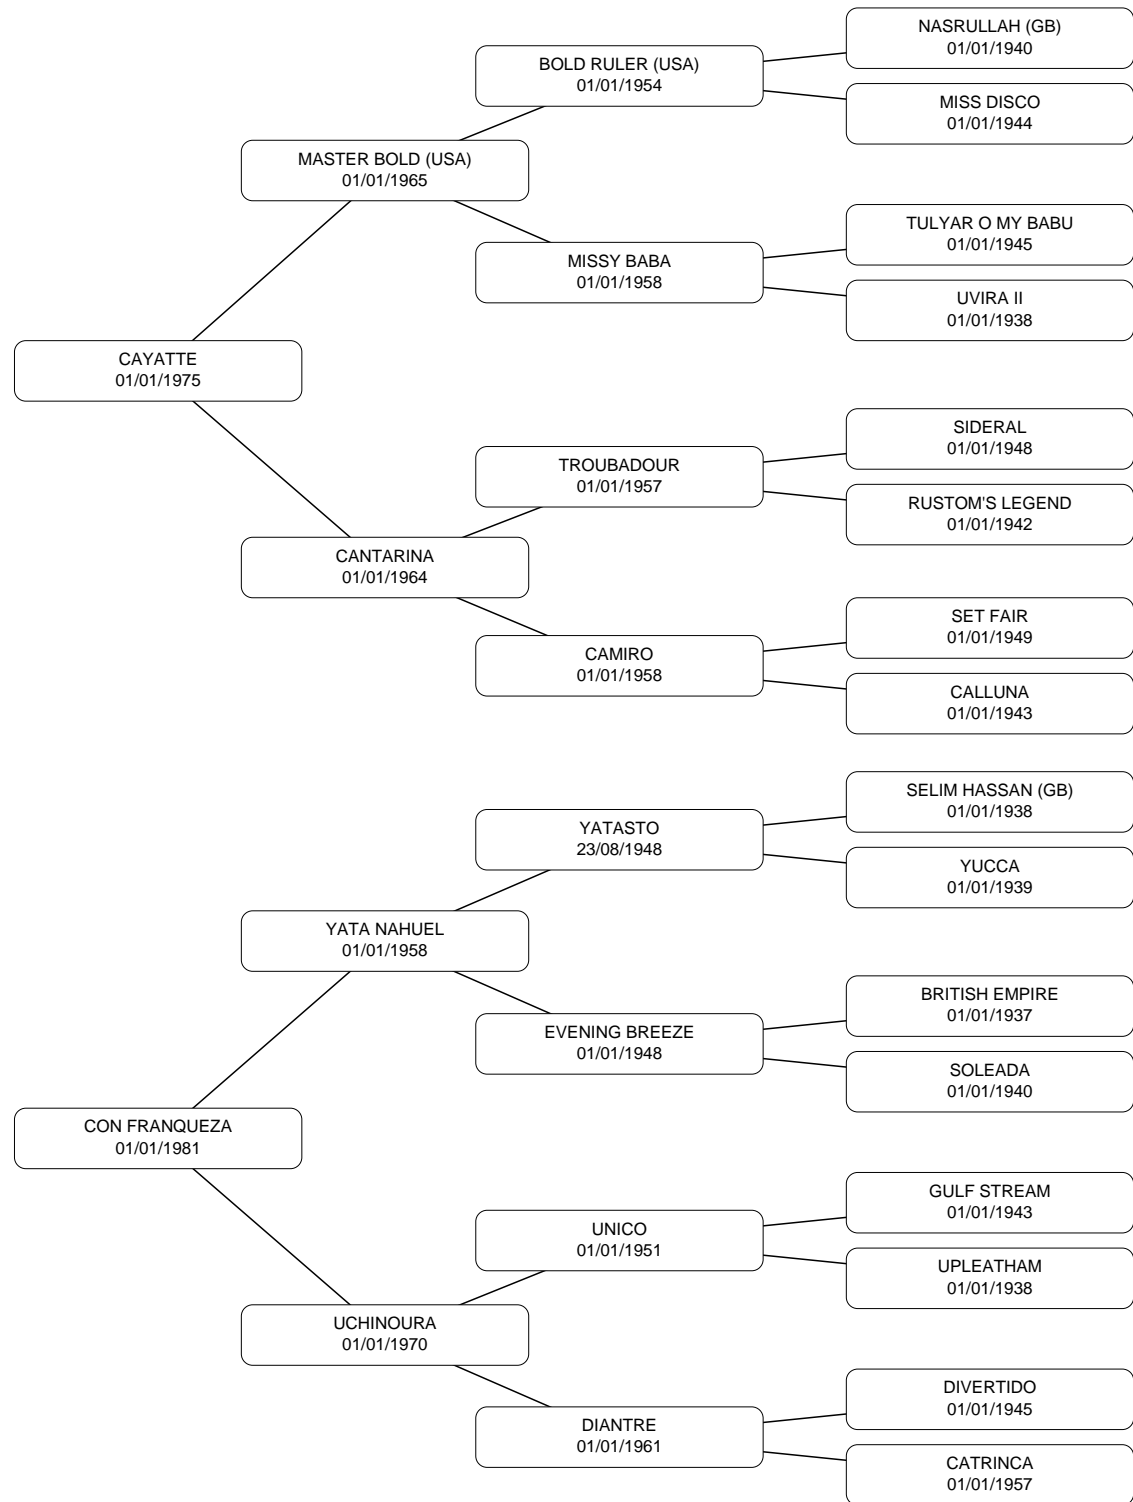 NASRULLAH (GB)
01/01/1940
BOLD RULER (USA)
01/01/1954
MISS DISCO
01/01/1944
MASTER BOLD (USA)
01/01/1965
TULYAR O MY BABU
01/01/1945
MISSY BABA
01/01/1958
UVIRA II
01/01/1938
CAYATTE
01/01/1975
SIDERAL
01/01/1948
TROUBADOUR
01/01/1957
RUSTOM'S LEGEND
01/01/1942
CANTARINA
01/01/1964
SET FAIR
01/01/1949
CAMIRO
01/01/1958
CALLUNA
01/01/1943
SELIM HASSAN (GB)
01/01/1938
YATASTO
23/08/1948
YUCCA
01/01/1939
YATA NAHUEL
01/01/1958
BRITISH EMPIRE
01/01/1937
EVENING BREEZE
01/01/1948
SOLEADA
01/01/1940
CON FRANQUEZA
01/01/1981
GULF STREAM
01/01/1943
UNICO
01/01/1951
UPLEATHAM
01/01/1938
UCHINOURA
01/01/1970
DIVERTIDO
01/01/1945
DIANTRE
01/01/1961
CATRINCA
01/01/1957